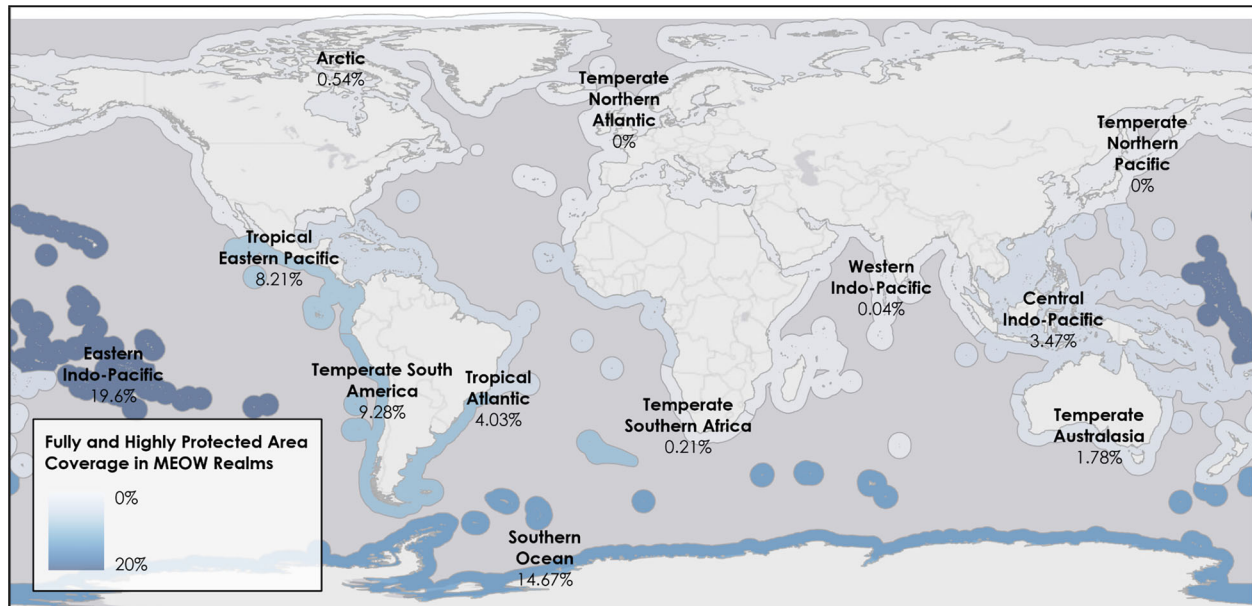 Arctic
0.54%
Temperate
Northern
Atlantic
0%
Temperate
Northern
Pacific
0%
Tropical
Eastern Pacific
8.21%
Western
Indo-Pacific
0.04%
Central
Indo-Pacific
3.47%
Eastern
Indo-Pacific
19.6%
Temperate South
America
9.28%
Tropical
Atlantic
4.03%
Temperate
Southern Africa
0.21%
Temperate
Australasia
1.78%
Southern
Ocean
14.67%
Fully and Highly Protected Area
Coverage in MEOW Realms
0%
20%